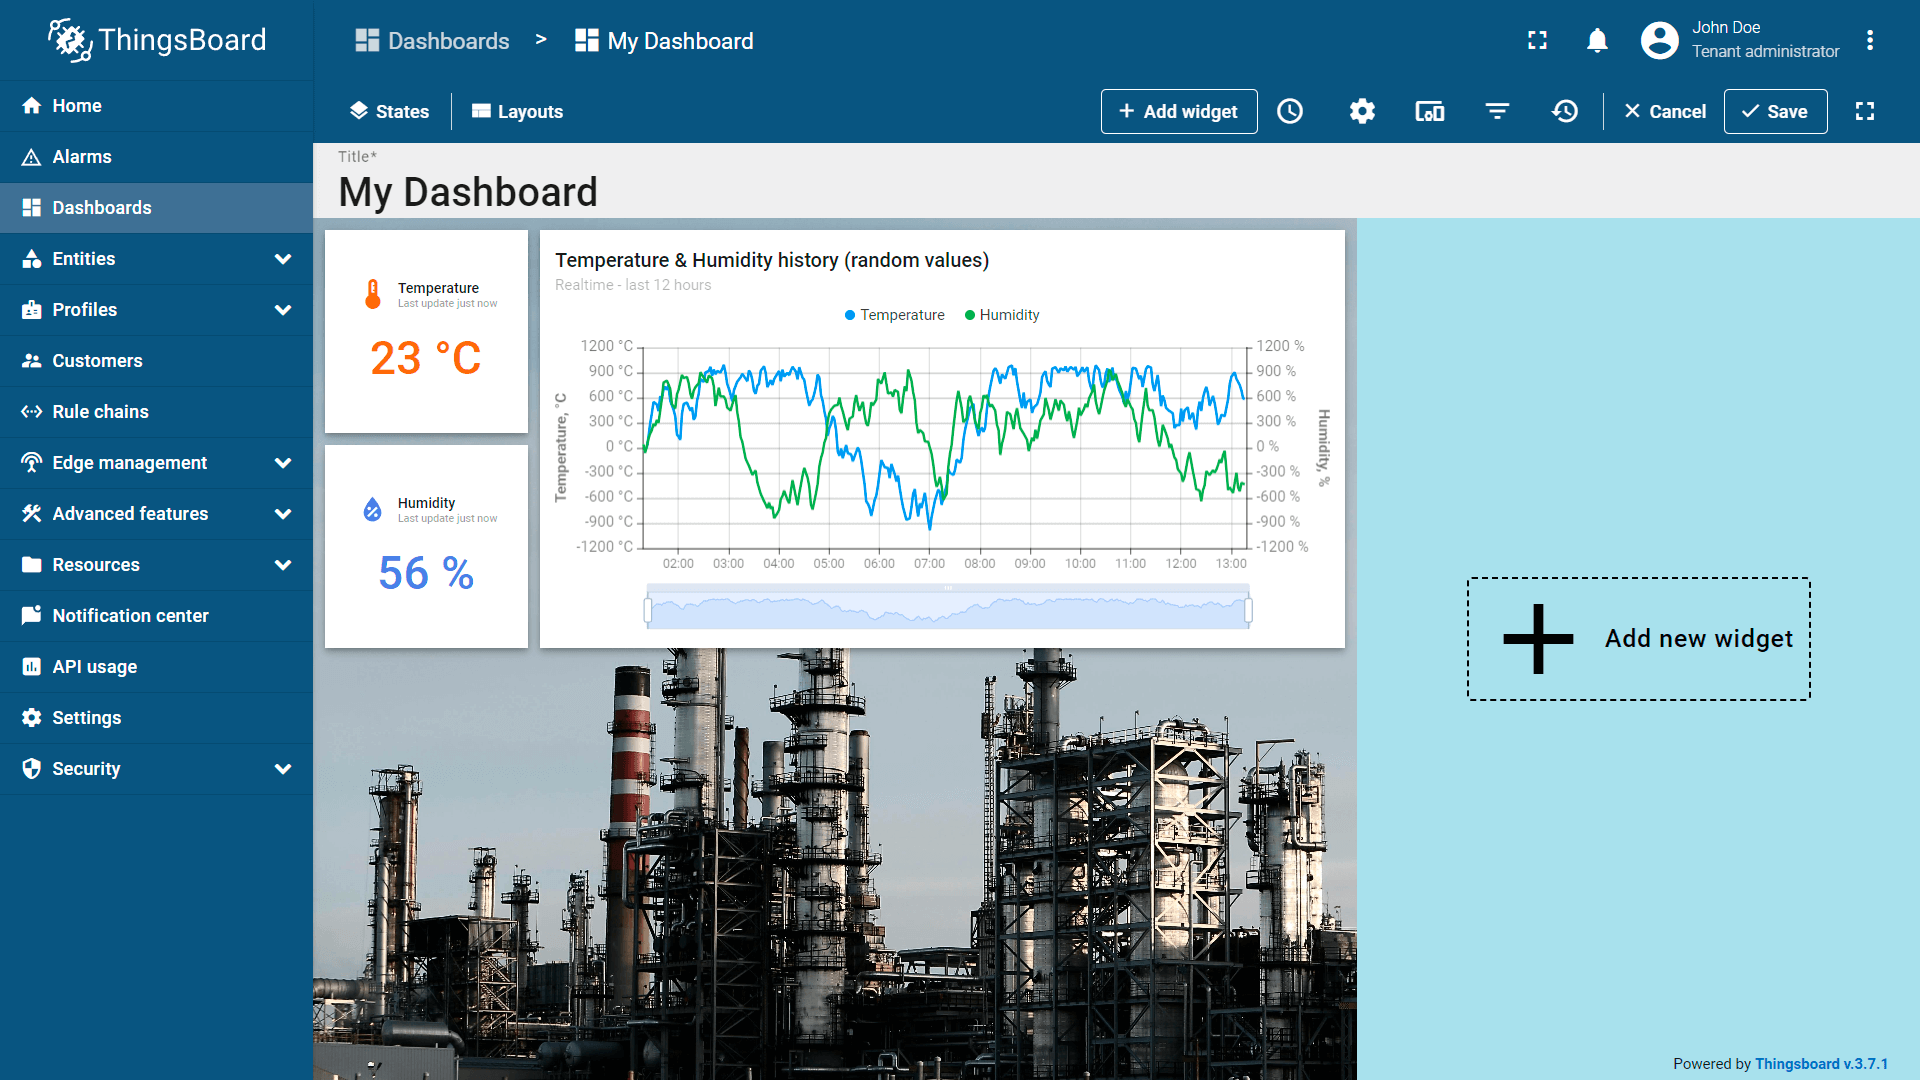 ThingsBoard
Dashboards > My Dashboard
John Doe
Tenant administrator
Home
Alarms
Dashboards
Entities
Profiles
Customers
Rule chains
Edge management
Advanced features
Resources
Notification center
API usage
Settings
Security
States
Layouts
+ Add widget
Cancel
Save
Title*
My Dashboard
Temperature
Last update just now
23 °C
Humidity
Last update just now
56 %
Temperature & Humidity history (random values)
Realtime - last 12 hours
Temperature Humidity
1200 °C
900 °C
600 °C
300 °C
0 °C
-300 °C
-600 °C
-900 °C
-1200 °C
Temperature, °C
1200 %
900 %
600 %
300 %
0 %
-300 %
-600 %
-900 %
-1200 %
Humidity, %
02:00 03:00 04:00 05:00 06:00 07:00 08:00 09:00 10:00 11:00 12:00 13:00
Add new widget
Powered by Thingsboard v.3.7.1